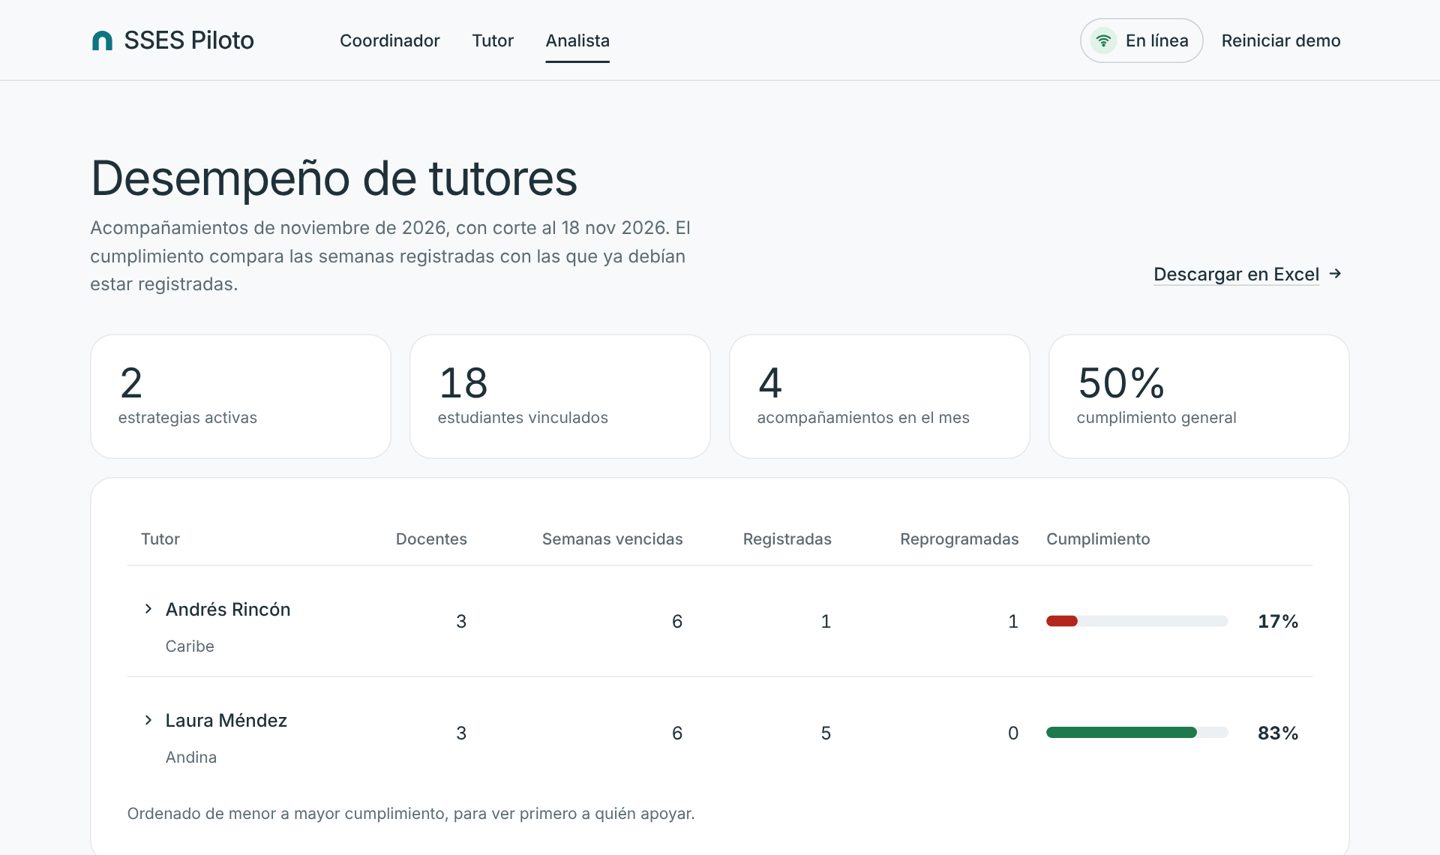 SSES Piloto
Coordinador
Tutor
Analista
En línea
Reiniciar demo
Desempeño de tutores
Acompañamientos de noviembre de 2026, con corte al 18 nov 2026. El
cumplimiento compara las semanas registradas con las que ya debían
estar registradas.
Descargar en Excel →
2
estrategias activas
18
estudiantes vinculados
4
acompañamientos en el mes
50%
cumplimiento general
Tutor Docentes Semanas vencidas Registradas Reprogramadas Cumplimiento
Andrés Rincón
Caribe
3 6 1 1 17%
Laura Méndez
Andina
3 6 5 0 83%
Ordenado de menor a mayor cumplimiento, para ver primero a quién apoyar.